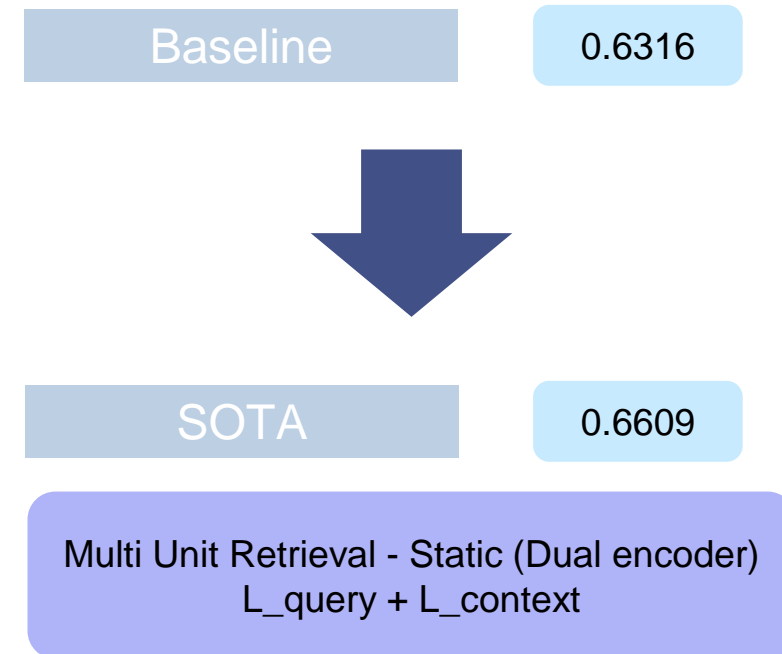 Baseline
0.6316
SOTA
0.6609
Multi Unit Retrieval - Static (Dual encoder)
L_query + L_context